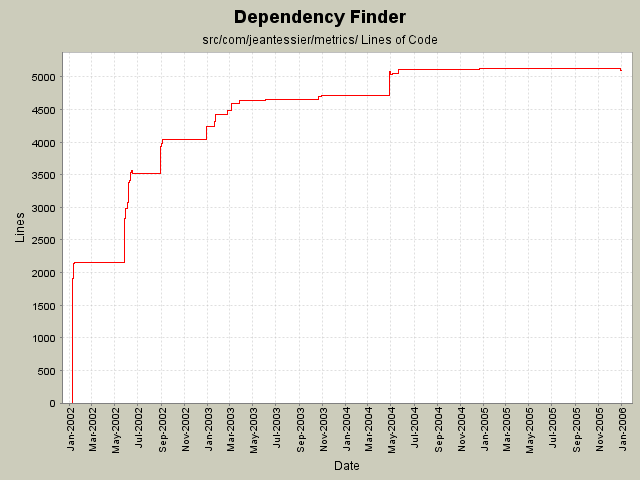 Dependency Finder
src/com/jeantessier/metrics/ Lines of Code
Lines
5000
4500
4000
3500
3000
2500
2000
1500
1000
500
0
Jan-2002
Mar-2002
May-2002
Jul-2002
Sep-2002
Nov-2002
Jan-2003
Mar-2003
May-2003
Jul-2003
Sep-2003
Nov-2003
Jan-2004
Mar-2004
May-2004
Jul-2004
Sep-2004
Nov-2004
Jan-2005
Mar-2005
May-2005
Jul-2005
Sep-2005
Nov-2005
Jan-2006
Date